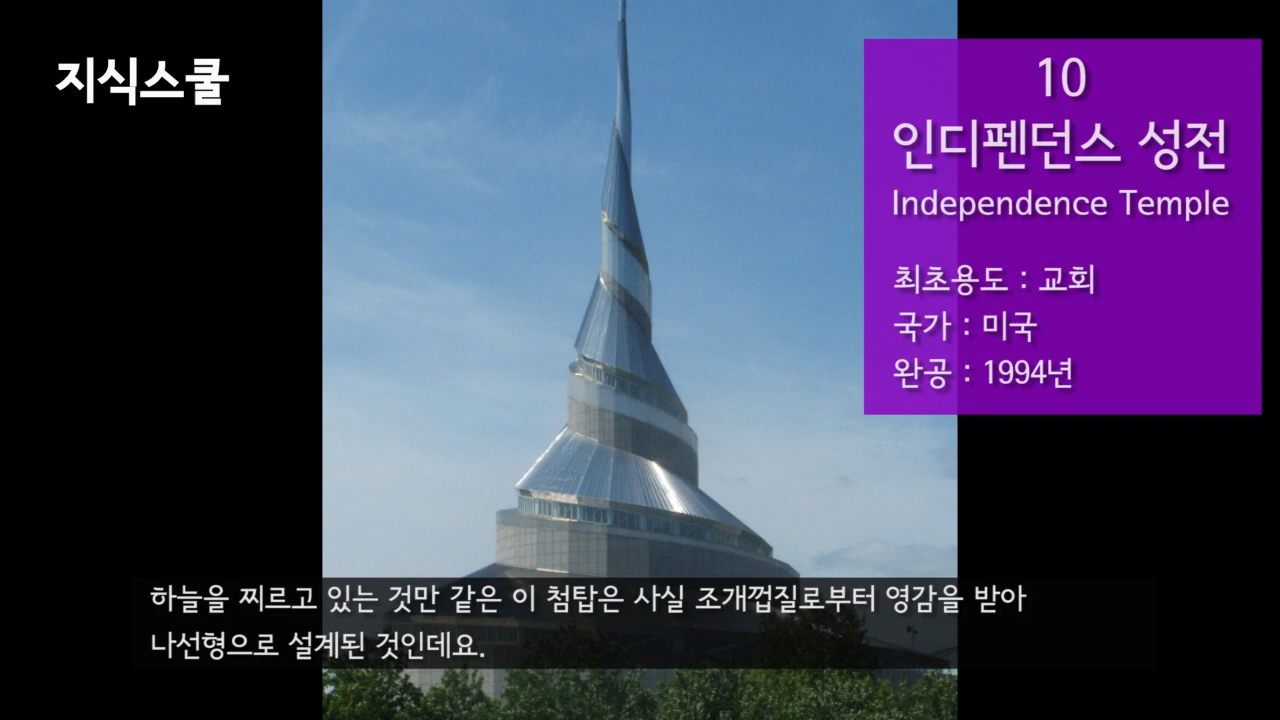 지식스쿨
10
인디펜던스 성전
Independence Temple
최초용도 : 교회
국가 : 미국
완공 : 1994년
하늘을 찌르고 있는 것만 같은 이 첨탑은 사실 조개껍질로부터 영감을 받아
나선형으로 설계된 것인데요.